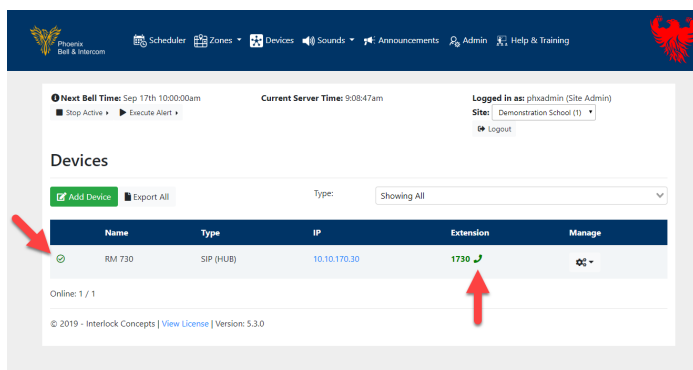 Phoenix
Bell & Intercom
Scheduler Zones Devices Sounds Announcements Admin Help & Training
Next Bell Time: Sep 17th 10:00:00am Current Server Time: 9:08:47am Logged in as: phxadmin (Site Admin)
Stop Active Execute Alert Site: Demonstration School (1)
Logout
Devices
Add Device Export All Type: Showing All
Name Type IP Extension Manage
RM 730 SIP (HUB) 10.10.170.30 1730
Online: 1 / 1
© 2019 - Interlock Concepts | View License | Version: 5.3.0